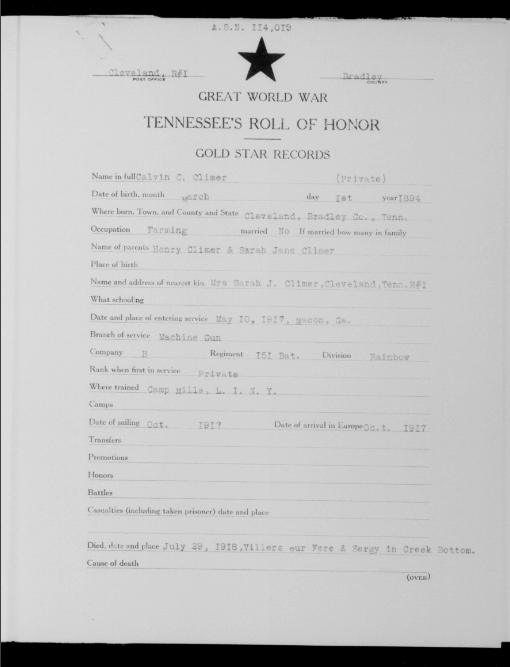 A.S.N. 114,019
Cleveland, R#1 Bradley
POST OFFICE COUNTY
GREAT WORLD WAR
TENNESSEE'S ROLL OF HONOR
GOLD STAR RECORDS
Name in full Calvin C. Climer (Private)
Date of birth, month March day 1st year 1894
Where born, Town, and County and State Cleveland, Bradley Co., Tenn.
Occupation Farming married No If married how many in family
Name of parents Henry Climer & Sarah Jane Climer
Place of birth
Name and address of nearest kin Mrs Sarah J. Climer,Cleveland,Tenn.R#1
What schooling
Date and place of entering service May 10, 1917, Macon, Ga.
Branch of service Machine Gun
Company B Regiment 151 Bat. Division Rainbow
Rank when first in service Private
Where trained Camp Mills, L. I. N. Y.
Camps
Date of sailing Oct. 1917 Date of arrival in Europe Oc.t. 1917
Transfers
Promotions
Honors
Battles
Casualties (including taken prisoner) date and place
Died, date and place July 29, 1918,Villers sur Fere & Sergy in Creek Bottom.
Cause of death
(OVER)